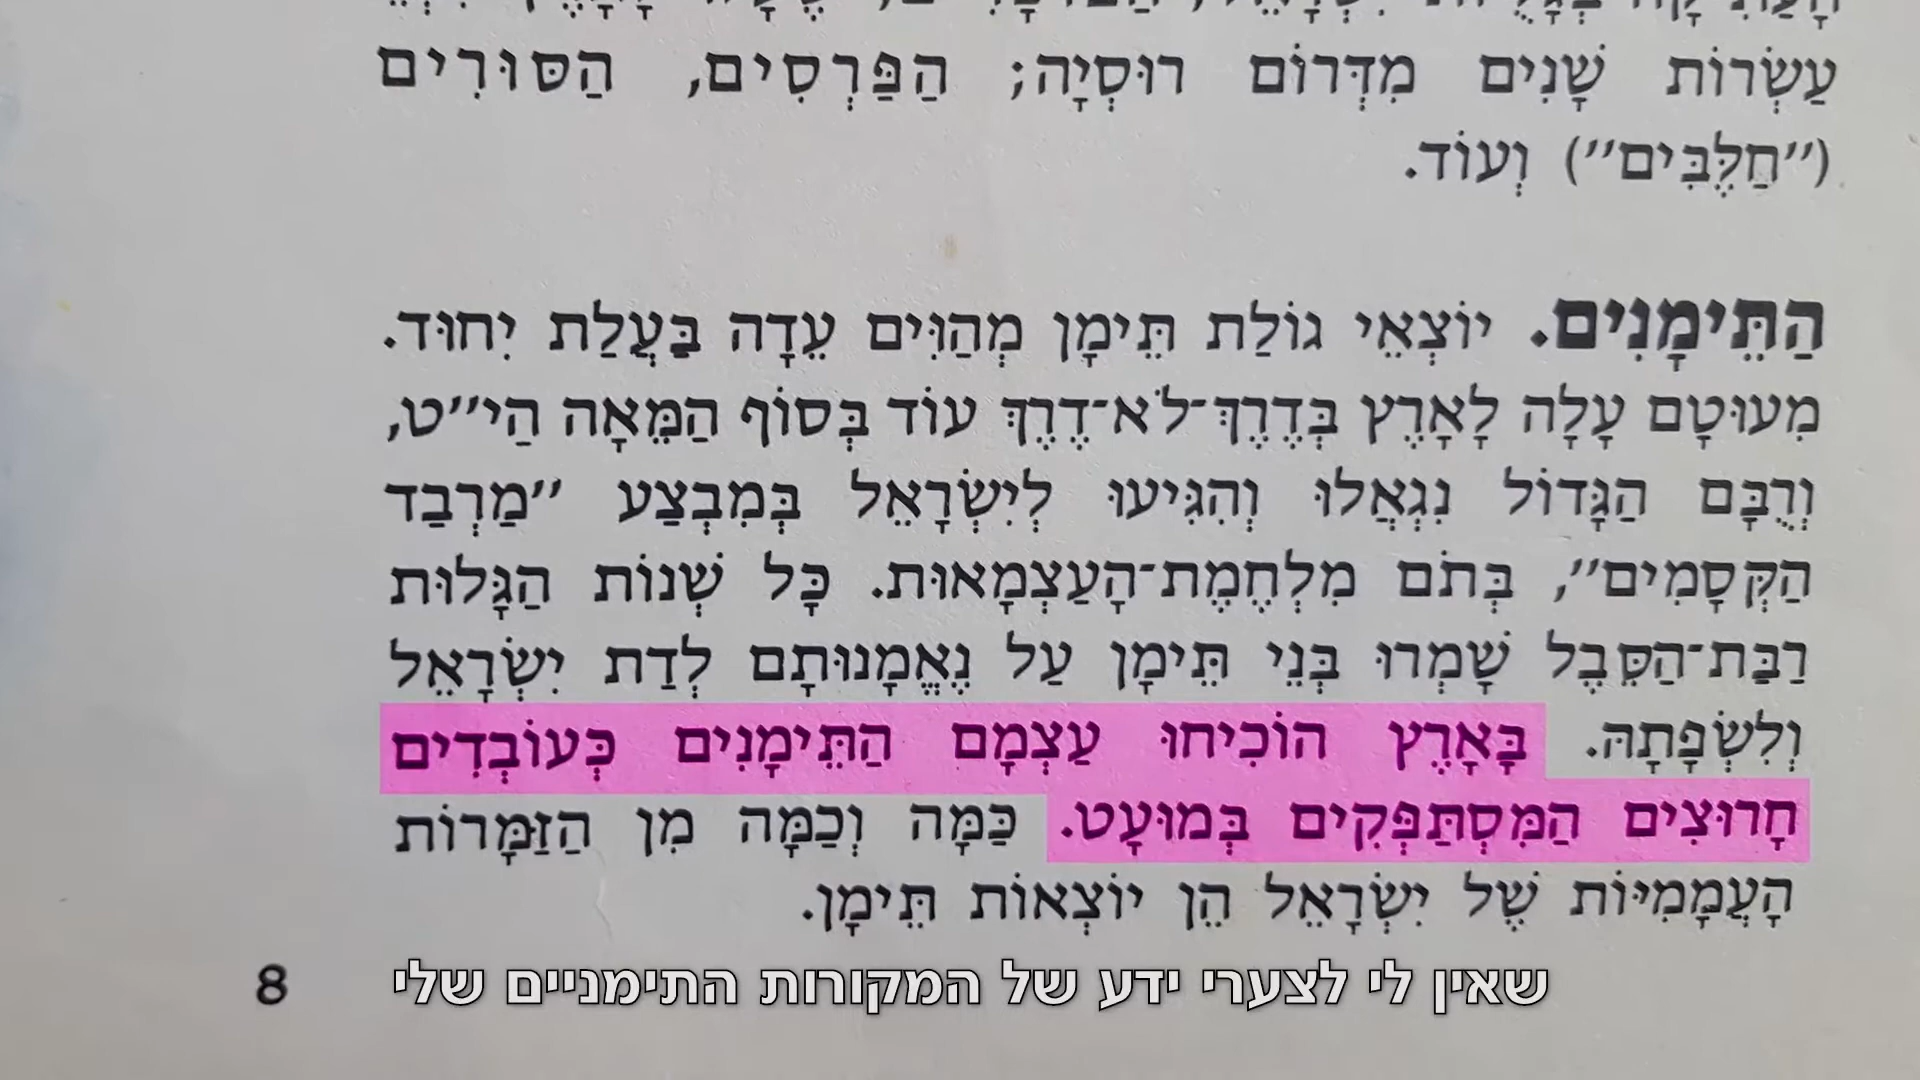 עַשְׂרוֹת שָׁנִים מִדְּרוֹם רוּסְיָה; הַפַּרְסִים, הַסּוּרִים
(״חַלֶּבִּים״) וְעוֹד.
הַתֵּימָנִים. יוֹצְאֵי גוֹלַת תֵּימָן מְהַוִּים עֵדָה בַּעֲלַת יִחוּד.
מִעוּטָם עָלָה לָאָרֶץ בְּדֶרֶךְ־לֹא־דֶרֶךְ עוֹד בְּסוֹף הַמֵּאָה הַי״ט,
וְרֻבָּם הַגָּדוֹל נִגְאֲלוּ וְהִגִּיעוּ לְיִשְׂרָאֵל בְּמִבְצַע ״מַרְבַד
הַקְּסָמִים״, בְּתֹם מִלְחֶמֶת־הָעַצְמָאוּת. כָּל שְׁנוֹת הַגָּלוּת
רַבַּת־הַסֵּבֶל שָׁמְרוּ בְּנֵי תֵּימָן עַל נֶאֱמָנוּתָם לְדַת יִשְׂרָאֵל
וְלִשְׂפָתָהּ. בָּאָרֶץ הוֹכִיחוּ עַצְמָם הַתֵּימָנִים כְּעוֹבְדִים
חָרוּצִים הַמִּסְתַּפְּקִים בְּמוּעָט. כַּמָּה וְכַמָּה מִן הַזַּמָּרוֹת
הָעֲמָמִיּוֹת שֶׁל יִשְׂרָאֵל הֵן יוֹצְאוֹת תֵּימָן.
שאין לי לצערי ידע של המקורות התימניים שלי
8